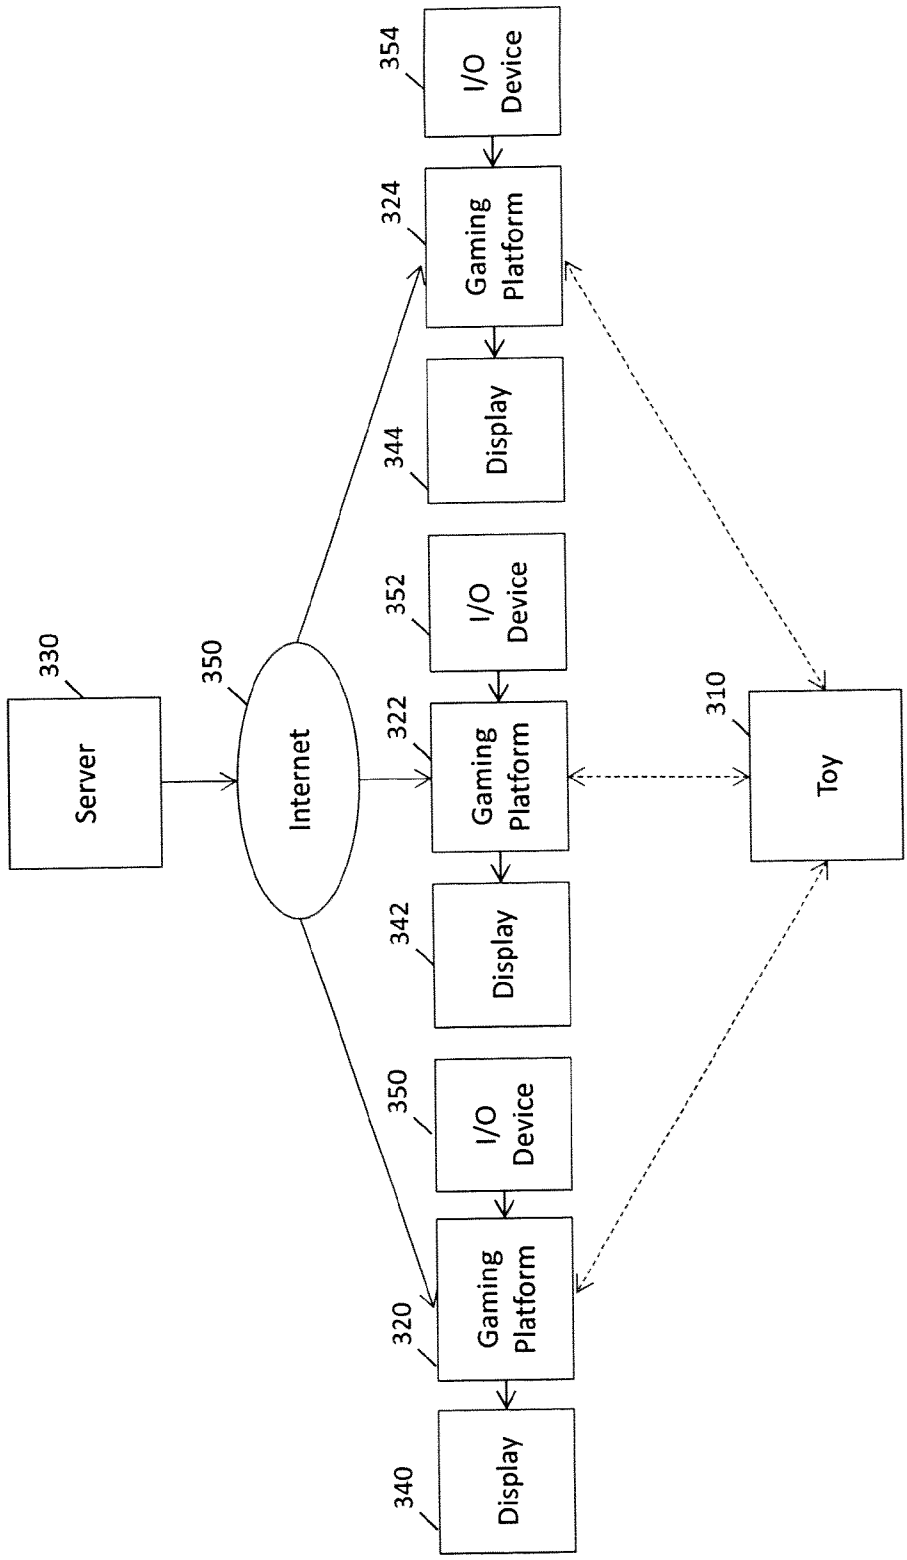 330
Server
350
Internet
340
Display
320
Gaming
Platform
350
I/O
Device
342
Display
322
Gaming
Platform
352
I/O
Device
344
Display
324
Gaming
Platform
354
I/O
Device
310
Toy